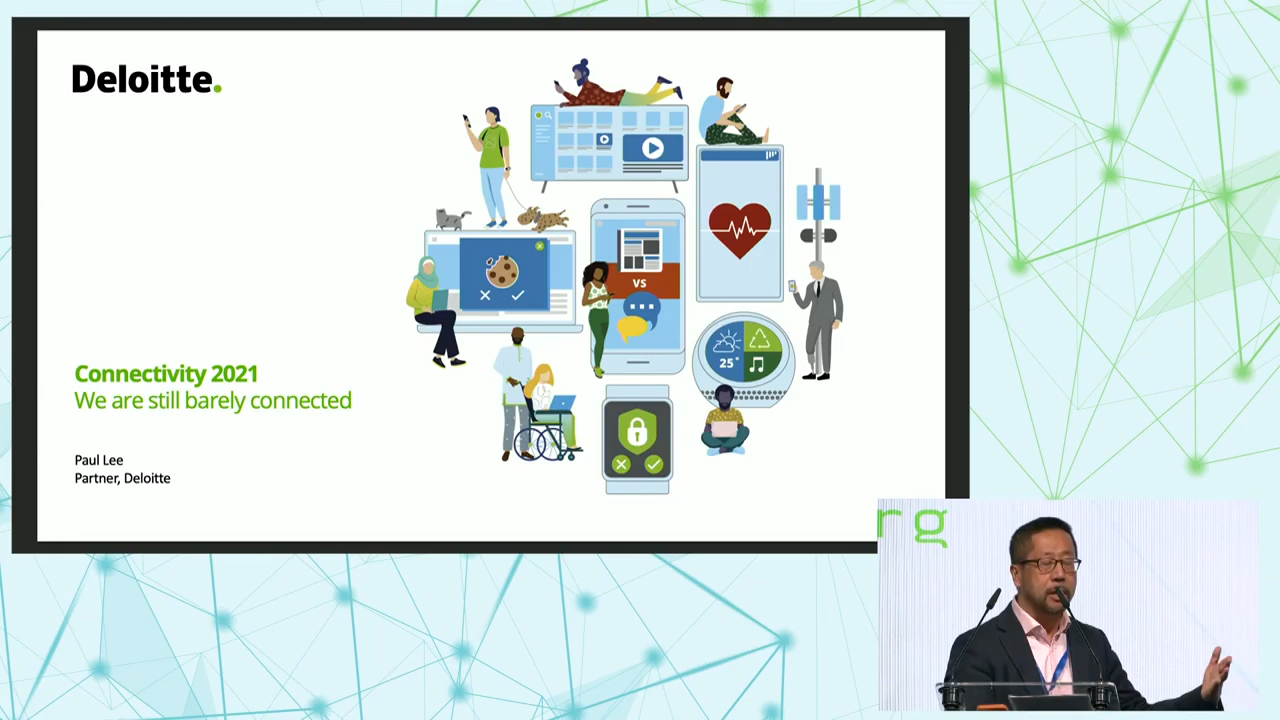 Deloitte.
VS
25°
Connectivity 2021
We are still barely connected
Paul Lee
Partner, Deloitte
rg